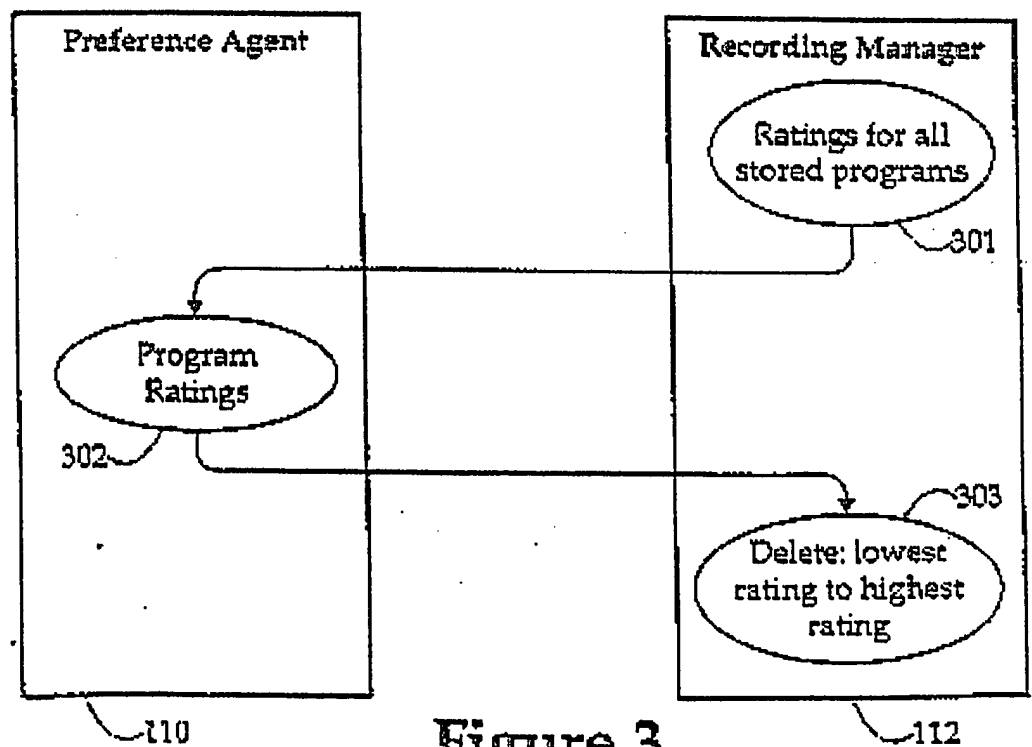 Preference Agent
Recording Manager
Ratings for all
stored programs
301
Program
Ratings
302
303
Delete: lowest
rating to highest
rating
110
112
Figure 3